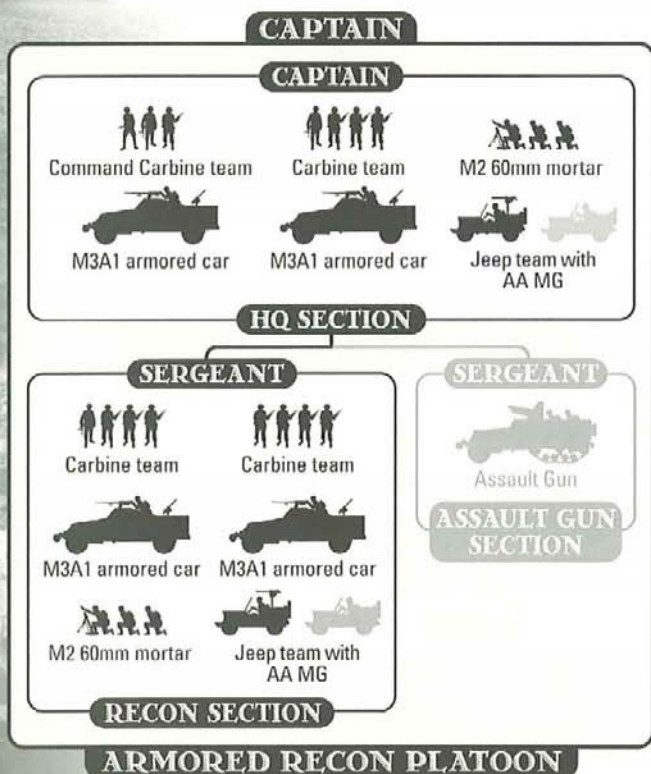 CAPTAIN
CAPTAIN
Command Carbine team
Carbine team
M2 60mm mortar
M3A1 armored car
M3A1 armored car
Jeep team with
AA MG
HQ SECTION
SERGEANT
Carbine team
Carbine team
M3A1 armored car
M3A1 armored car
M2 60mm mortar
Jeep team with
AA MG
RECON SECTION
SERGEANT
Assault Gun
ASSAULT GUN
SECTION
ARMORED RECON PLATOON